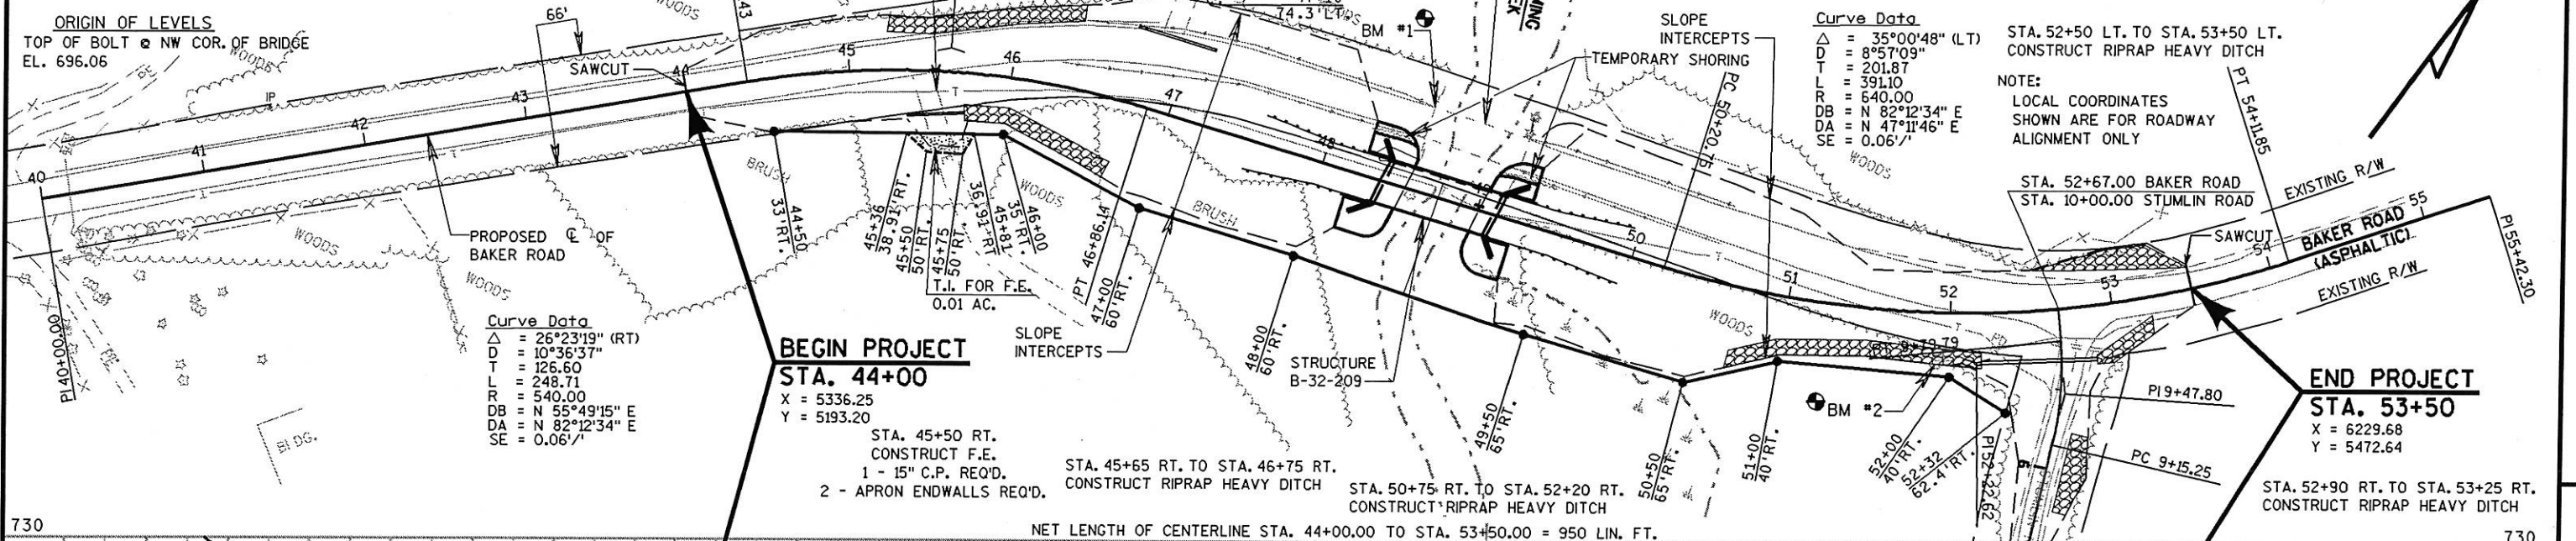 ORIGIN OF LEVELS
TOP OF BOLT @ NW COR. OF BRIDGE
EL. 696.06
WOODS
PE
66'
WOODS
43
SAWCUT
44
45
46
74.3'LT.
BM #1
SLOPE
INTERCEPTS
TEMPORARY SHORING
Curve Data
△ = 35°00'48" (LT)
D = 8°57'09"
T = 201.87
L = 391.10
R = 640.00
DB = N 82°12'34" E
DA = N 47°11'46" E
SE = 0.06'/'
STA. 52+50 LT. TO STA. 53+50 LT.
CONSTRUCT RIPRAP HEAVY DITCH
NOTE:
LOCAL COORDINATES
SHOWN ARE FOR ROADWAY
ALIGNMENT ONLY
PT 54+11.85
WOODS
STA. 52+67.00 BAKER ROAD
STA. 10+00.00 STUMLIN ROAD
EXISTING R/W
IP
40
41
42
43
47
48
49
50
51
52
53
54
55
PC 50+20.75
PROPOSED ℄ OF
BAKER ROAD
WOODS
WOODS
BRUSH
44+50
33'RT.
45+36
38.91'RT.
45+50
50'RT.
45+75
50'RT.
T.I. FOR F.E.
0.01 AC.
36.91'RT
45+81
35'RT.
46+00
WOODS
PT 46+86.14
47+00
60'RT.
BRUSH
SLOPE
INTERCEPTS
48+00
60'RT.
STRUCTURE
B-32-209
49+50
65'RT.
50+50
65'RT.
WOODS
51+00
40'RT.
BM #2
52+00
40'RT.
52+32
62.4'RT.
PI 9+47.80
PC 9+15.25
SAWCUT
BAKER ROAD
(ASPHALTIC)
EXISTING R/W
PI 55+42.30
PI 40+00.00
PE
BLDG.
Curve Data
△ = 26°23'19" (RT)
D = 10°36'37"
T = 126.60
L = 248.71
R = 540.00
DB = N 55°49'15" E
DA = N 82°12'34" E
SE = 0.06'/'
BEGIN PROJECT
STA. 44+00
X = 5336.25
Y = 5193.20
STA. 45+50 RT.
CONSTRUCT F.E.
1 - 15" C.P. REQ'D.
2 - APRON ENDWALLS REQ'D.
STA. 45+65 RT. TO STA. 46+75 RT.
CONSTRUCT RIPRAP HEAVY DITCH
STA. 50+75 RT. TO STA. 52+20 RT.
CONSTRUCT RIPRAP HEAVY DITCH
END PROJECT
STA. 53+50
X = 6229.68
Y = 5472.64
STA. 52+90 RT. TO STA. 53+25 RT.
CONSTRUCT RIPRAP HEAVY DITCH
730
NET LENGTH OF CENTERLINE STA. 44+00.00 TO STA. 53+50.00 = 950 LIN. FT.
730